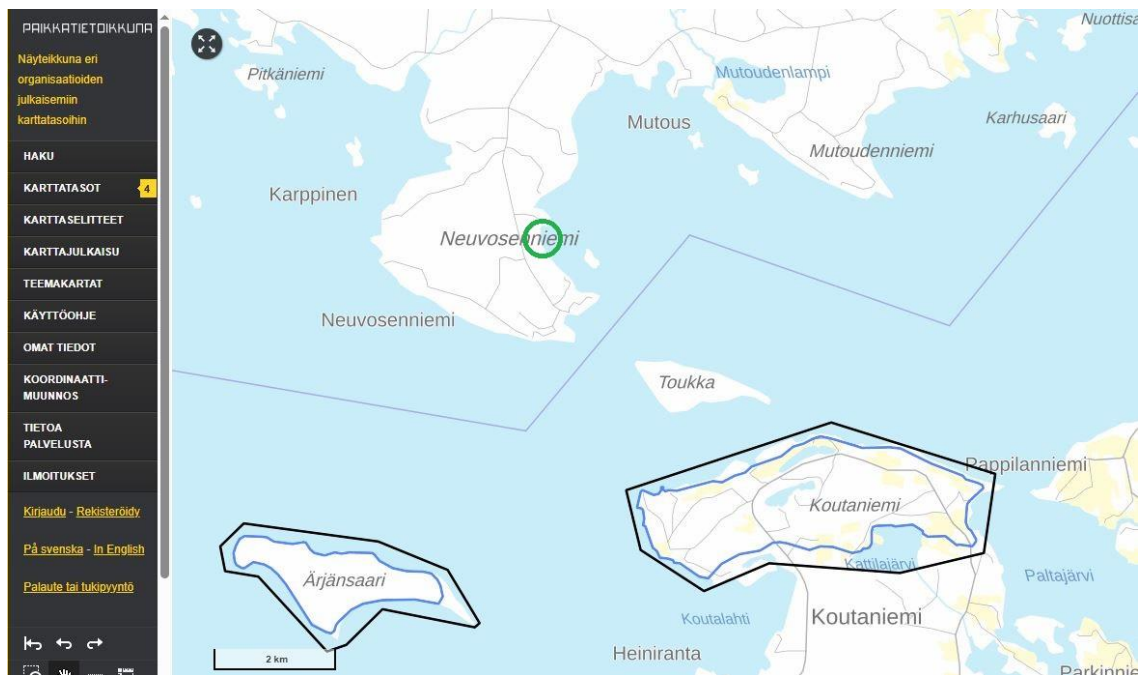 PAIKKATIETOIKKUNA
Näyteikkuna eri
organisaatioiden
julkaisemiin
karttatasoihin
HAKU
KARTTATASOT 4
KARTTASELITTEET
KARTTAJULKAISU
TEEMAKARTAT
KÄYTTÖOHJE
OMAT TIEDOT
KOORDINAATTI-
MUUNNOS
TIETOA
PALVELUSTA
ILMOITUKSET
Kirjaudu - Rekisteröidy
På svenska - In English
Palaute tai tukipyyntö
Nuottisa
Pitkäniemi
Mutoudenlampi
Karhusaari
Mutous
Mutoudenniemi
Karppinen
Neuvosenniemi
Neuvosenniemi
Toukka
Pappilanniemi
Koutaniemi
Kattilajärvi
Ärjänsaari
Paltajärvi
Koutalahti
Koutaniemi
Heiniranta
2 km
Parkinnie